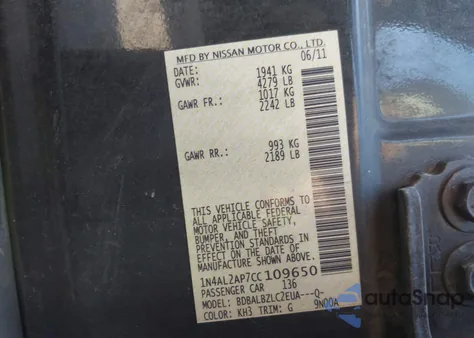 MFD BY NISSAN MOTOR CO., LTD.
DATE: 06/11
GVWR: 1941 KG
4279 LB
GAWR FR.: 1017 KG
2242 LB
GAWR RR.: 993 KG
2189 LB
THIS VEHICLE CONFORMS TO
ALL APPLICABLE FEDERAL
MOTOR VEHICLE SAFETY,
BUMPER, AND THEFT
PREVENTION STANDARDS IN
EFFECT ON THE DATE OF
MANUFACTURE SHOWN ABOVE.
1N4AL2AP7CC109650
PASSENGER CAR 136
MODEL: BDBALBZLC2EUA---Q-
COLOR: KH3 TRIM: G 9N00A
autoSnap